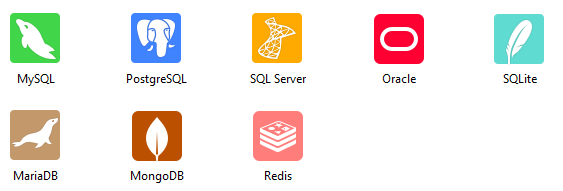 MySQL
PostgreSQL
SQL Server
Oracle
SQLite
MariaDB
MongoDB
Redis